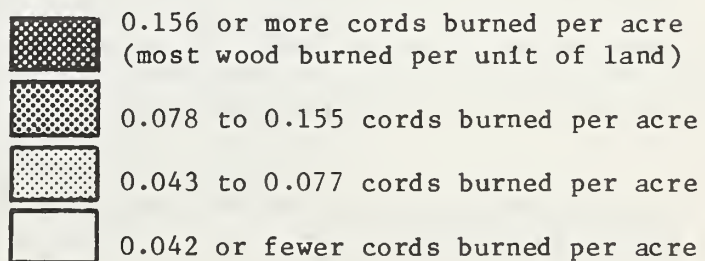 0.156 or more cords burned per acre
(most wood burned per unit of land)
0.078 to 0.155 cords burned per acre
0.043 to 0.077 cords burned per acre
0.042 or fewer cords burned per acre